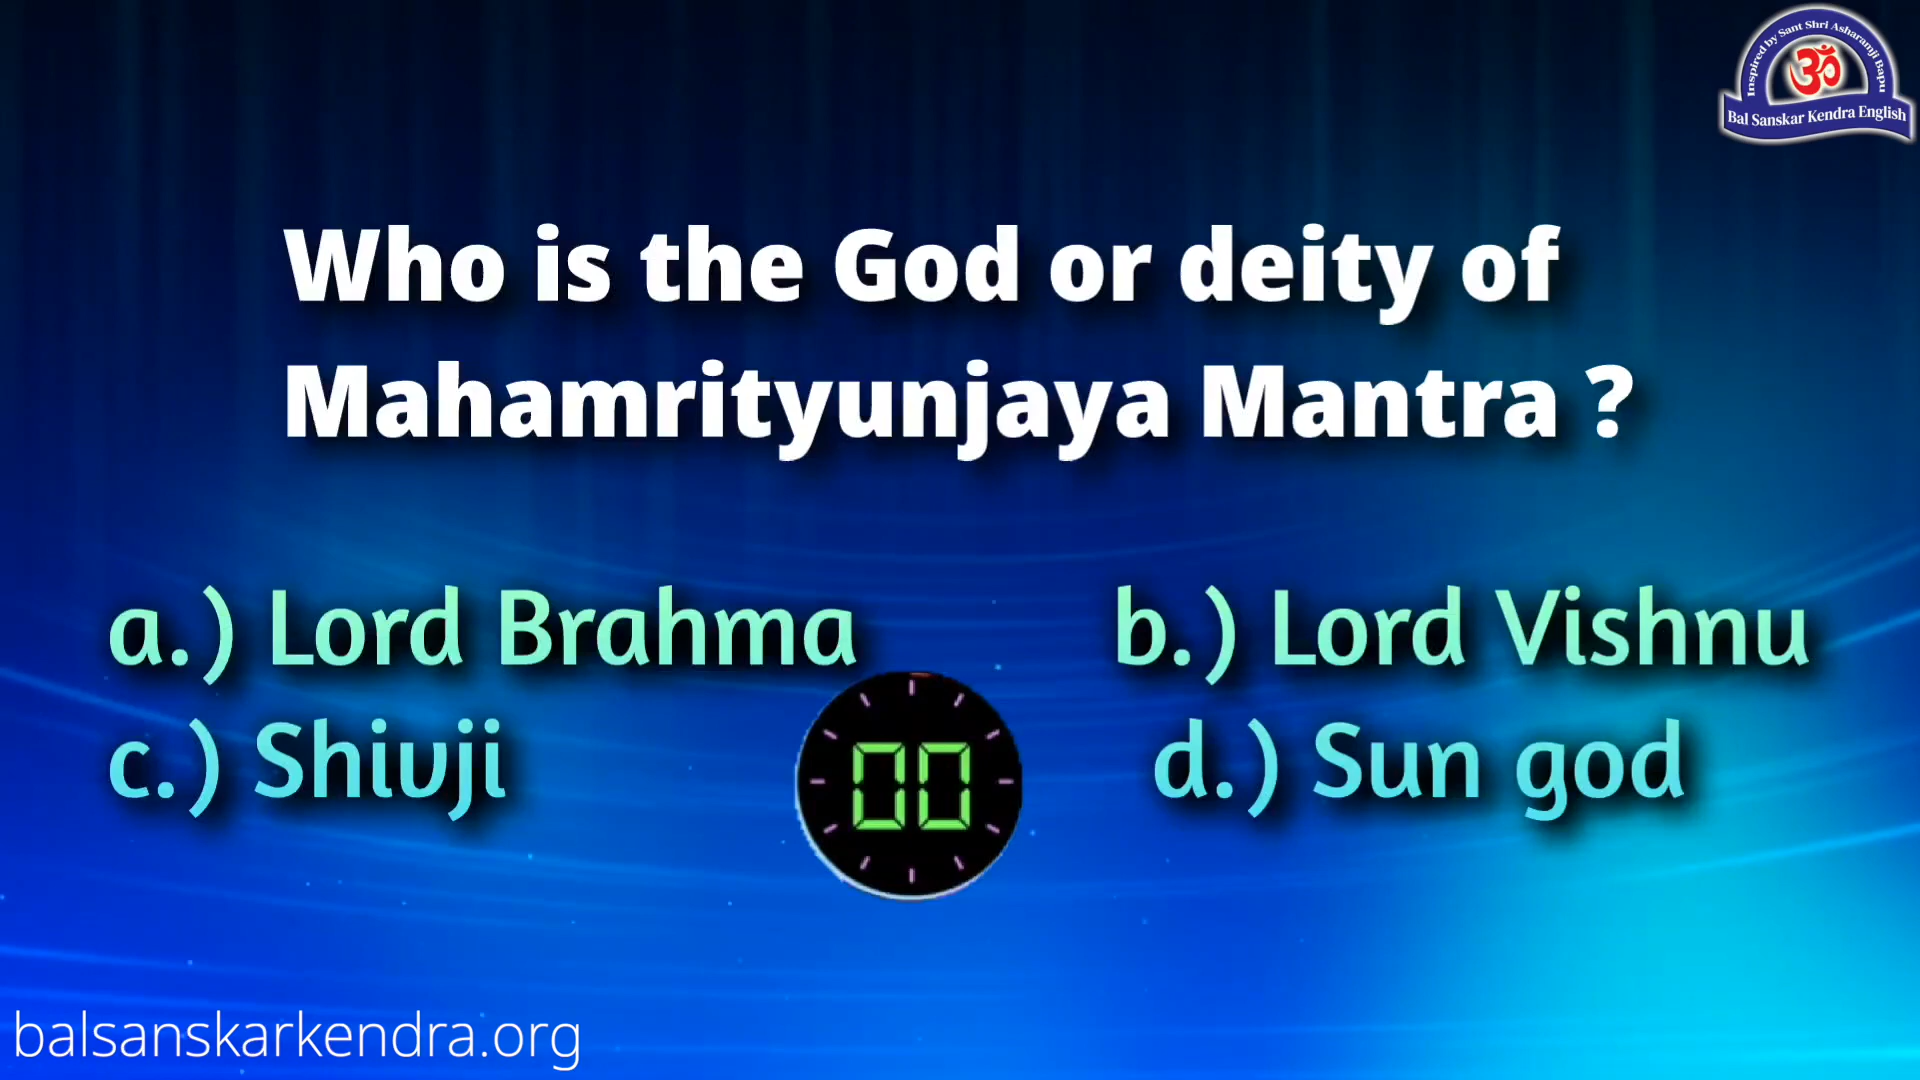 Inspired by Sant Shri Asharamji Bapu
ॐ
Bal Sanskar Kendra English
Who is the God or deity of
Mahamrityunjaya Mantra ?
a.) Lord Brahma
b.) Lord Vishnu
c.) Shivji
d.) Sun god
00
balsanskarkendra.org